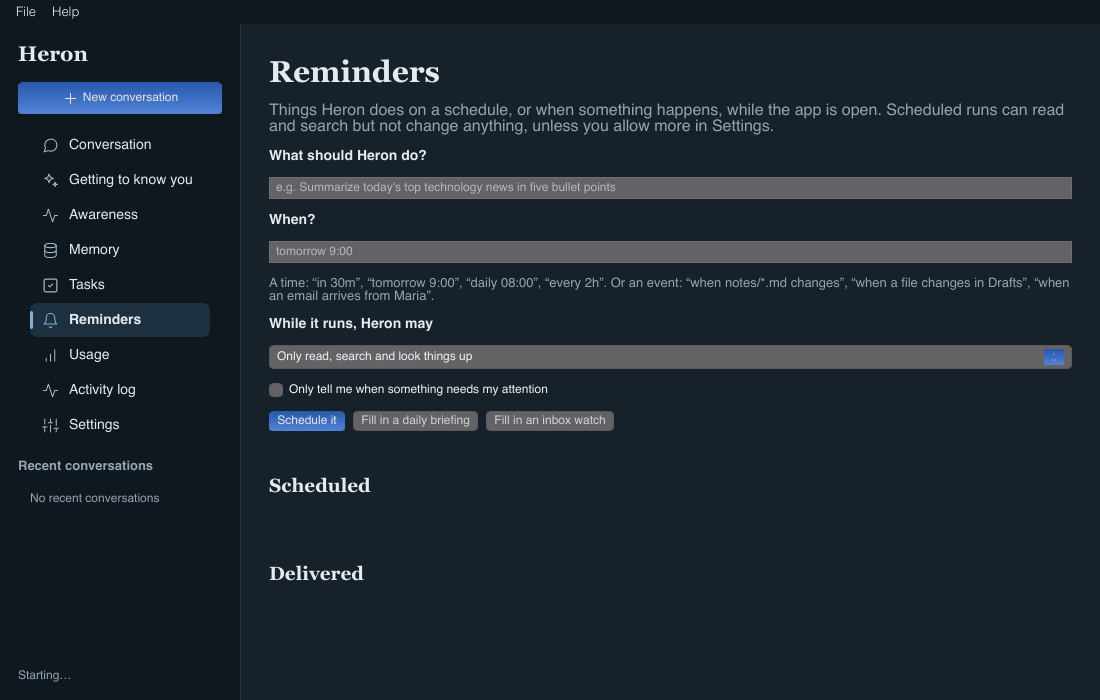 File Help
Heron
New conversation
Conversation
Getting to know you
Awareness
Memory
Tasks
Reminders
Usage
Activity log
Settings
Recent conversations
No recent conversations
Starting…
Reminders
Things Heron does on a schedule, or when something happens, while the app is open. Scheduled runs can read
and search but not change anything, unless you allow more in Settings.
What should Heron do?
e.g. Summarize today's top technology news in five bullet points
When?
tomorrow 9:00
A time: “in 30m”, “tomorrow 9:00”, “daily 08:00”, “every 2h”. Or an event: “when notes/*.md changes”, “when a file changes in Drafts”, “when
an email arrives from Maria”.
While it runs, Heron may
Only read, search and look things up
Only tell me when something needs my attention
Schedule it
Fill in a daily briefing
Fill in an inbox watch
Scheduled
Delivered